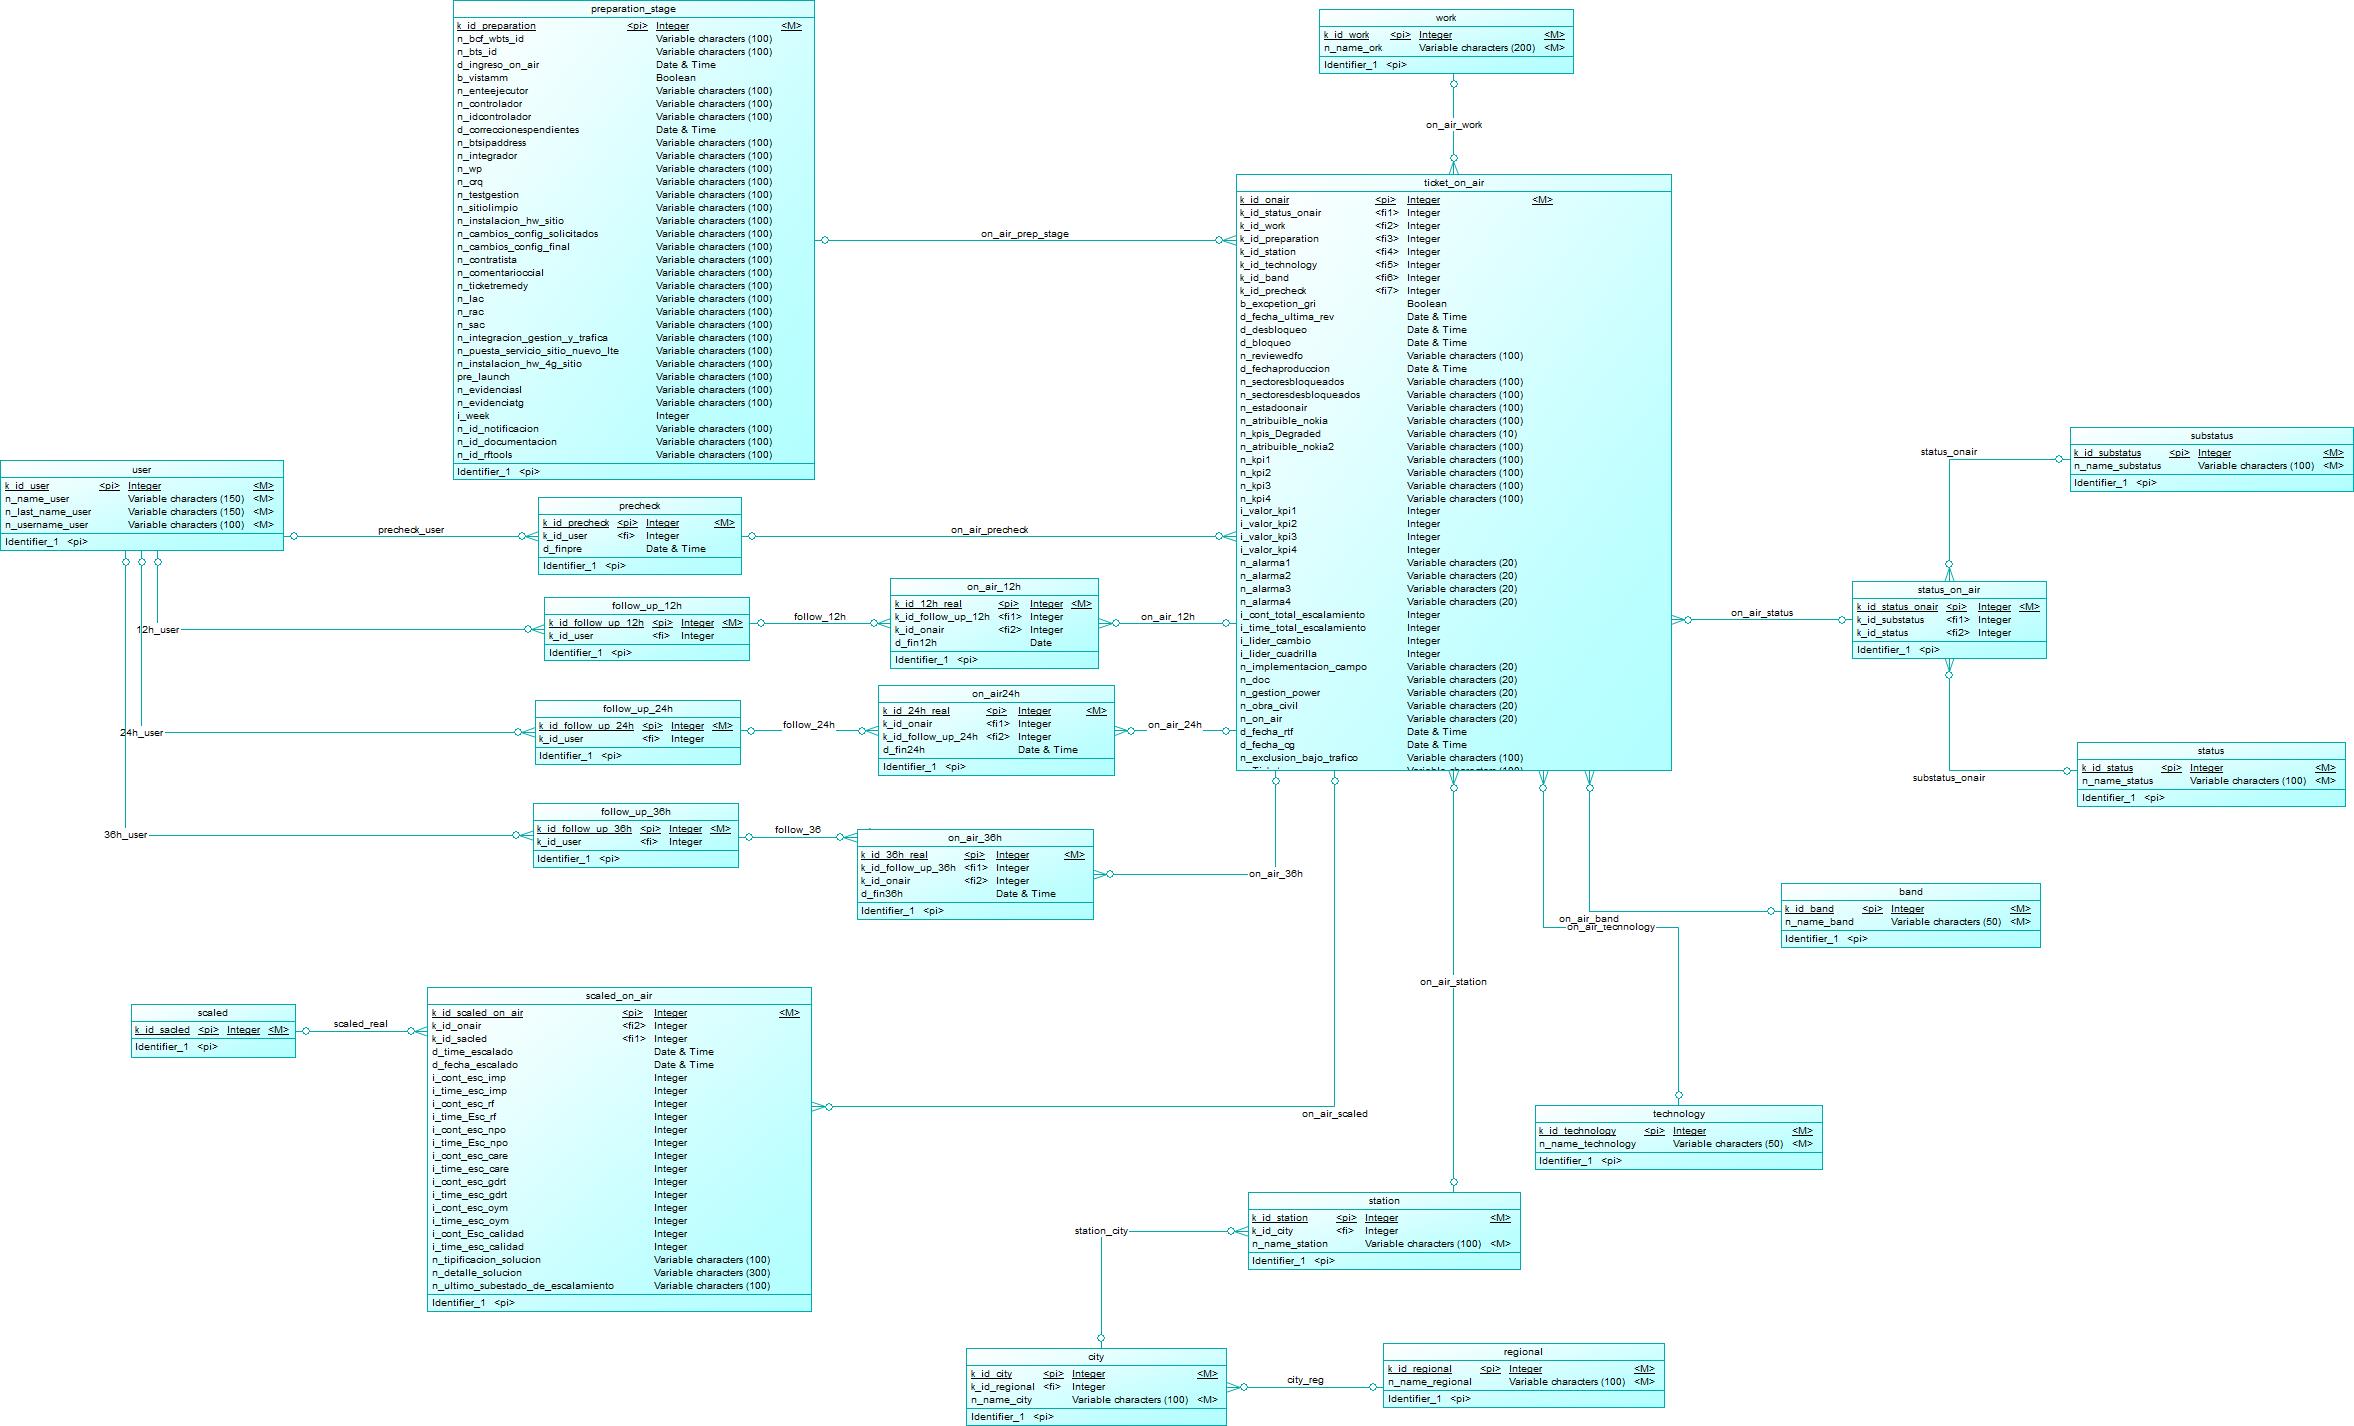 preparation_stage
k_id_preparation <pi> Integer <M>
n_bcf_wbts_id Variable characters (100)
n_bts_id Variable characters (100)
d_ingreso_on_air Date & Time
b_vistamm Boolean
n_enteejecutor Variable characters (100)
n_controlador Variable characters (100)
n_idcontrolador Variable characters (100)
d_correccionespendientes Date & Time
n_btsipaddress Variable characters (100)
n_integrador Variable characters (100)
n_wp Variable characters (100)
n_crq Variable characters (100)
n_testgestion Variable characters (100)
n_sitiolimpio Variable characters (100)
n_instalacion_hw_sitio Variable characters (100)
n_cambios_config_solicitados Variable characters (100)
n_cambios_config_final Variable characters (100)
n_contratista Variable characters (100)
n_comentarioccial Variable characters (100)
n_ticketremedy Variable characters (100)
n_lac Variable characters (100)
n_rac Variable characters (100)
n_sac Variable characters (100)
n_integracion_gestion_y_trafica Variable characters (100)
n_puesta_servicio_sitio_nuevo_lte Variable characters (100)
n_instalacion_hw_4g_sitio Variable characters (100)
pre_launch Variable characters (100)
n_evidenciasl Variable characters (100)
n_evidenciatg Variable characters (100)
i_week Integer
n_id_notificacion Variable characters (100)
n_id_documentacion Variable characters (100)
n_id_rftools Variable characters (100)
Identifier_1 <pi>
work
k_id_work <pi> Integer <M>
n_name_ork Variable characters (200) <M>
Identifier_1 <pi>
on_air_work
on_air_prep_stage
ticket_on_air
k_id_onair <pi> Integer <M>
k_id_status_onair <fi1> Integer
k_id_work <fi2> Integer
k_id_preparation <fi3> Integer
k_id_station <fi4> Integer
k_id_technology <fi5> Integer
k_id_band <fi6> Integer
k_id_precheck <fi7> Integer
b_excpetion_gri Boolean
d_fecha_ultima_rev Date & Time
d_desbloqueo Date & Time
d_bloqueo Date & Time
n_reviewedfo Variable characters (100)
d_fechaproduccion Date & Time
n_sectoresbloqueados Variable characters (100)
n_sectoresdesbloqueados Variable characters (100)
n_estadoonair Variable characters (100)
n_atribuible_nokia Variable characters (100)
n_kpis_Degraded Variable characters (10)
n_atribuible_nokia2 Variable characters (100)
n_kpi1 Variable characters (100)
n_kpi2 Variable characters (100)
n_kpi3 Variable characters (100)
n_kpi4 Variable characters (100)
i_valor_kpi1 Integer
i_valor_kpi2 Integer
i_valor_kpi3 Integer
i_valor_kpi4 Integer
n_alarma1 Variable characters (20)
n_alarma2 Variable characters (20)
n_alarma3 Variable characters (20)
n_alarma4 Variable characters (20)
i_cont_total_escalamiento Integer
i_time_total_escalamiento Integer
i_lider_cambio Integer
i_lider_cuadrilla Integer
n_implementacion_campo Variable characters (20)
n_doc Variable characters (20)
n_gestion_power Variable characters (20)
n_obra_civil Variable characters (20)
n_on_air Variable characters (20)
d_fecha_rtf Date & Time
d_fecha_cg Date & Time
n_exclusion_bajo_trafico Variable characters (100)
user
k_id_user <pi> Integer <M>
n_name_user Variable characters (150) <M>
n_last_name_user Variable characters (150) <M>
n_username_user Variable characters (100) <M>
Identifier_1 <pi>
precheck_user
precheck
k_id_precheck <pi> Integer <M>
k_id_user <fi> Integer
d_finpre Date & Time
Identifier_1 <pi>
on_air_precheck
12h_user
follow_up_12h
k_id_follow_up_12h <pi> Integer <M>
k_id_user <fi> Integer
Identifier_1 <pi>
follow_12h
on_air_12h
k_id_12h_real <pi> Integer <M>
k_id_follow_up_12h <fi1> Integer
k_id_onair <fi2> Integer
d_fin12h Date
Identifier_1 <pi>
on_air_12h
24h_user
follow_up_24h
k_id_follow_up_24h <pi> Integer <M>
k_id_user <fi> Integer
Identifier_1 <pi>
follow_24h
on_air24h
k_id_24h_real <pi> Integer <M>
k_id_onair <fi1> Integer
k_id_follow_up_24h <fi2> Integer
d_fin24h Date & Time
Identifier_1 <pi>
on_air_24h
36h_user
follow_up_36h
k_id_follow_up_36h <pi> Integer <M>
k_id_user <fi> Integer
Identifier_1 <pi>
follow_36
on_air_36h
k_id_36h_real <pi> Integer <M>
k_id_follow_up_36h <fi1> Integer
k_id_onair <fi2> Integer
d_fin36h Date & Time
Identifier_1 <pi>
on_air_36h
status_onair
substatus
k_id_substatus <pi> Integer <M>
n_name_substatus Variable characters (100) <M>
Identifier_1 <pi>
on_air_status
status_on_air
k_id_status_onair <pi> Integer <M>
k_id_substatus <fi1> Integer
k_id_status <fi2> Integer
Identifier_1 <pi>
substatus_onair
status
k_id_status <pi> Integer <M>
n_name_status Variable characters (100) <M>
Identifier_1 <pi>
band
k_id_band <pi> Integer <M>
n_name_band Variable characters (50) <M>
Identifier_1 <pi>
on_air_band
on_air_technology
on_air_station
scaled
k_id_sacled <pi> Integer <M>
Identifier_1 <pi>
scaled_real
scaled_on_air
k_id_scaled_on_air <pi> Integer <M>
k_id_onair <fi2> Integer
k_id_sacled <fi1> Integer
d_time_escalado Date & Time
d_fecha_escalado Date & Time
i_cont_esc_imp Integer
i_time_esc_imp Integer
i_cont_esc_rf Integer
i_time_Esc_rf Integer
i_cont_esc_npo Integer
i_time_Esc_npo Integer
i_cont_esc_care Integer
i_time_esc_care Integer
i_cont_esc_gdrt Integer
i_time_esc_gdrt Integer
i_cont_esc_oym Integer
i_time_esc_oym Integer
i_cont_Esc_calidad Integer
i_time_esc_calidad Integer
n_tipificacion_solucion Variable characters (100)
n_detalle_solucion Variable characters (300)
n_ultimo_subestado_de_escalamiento Variable characters (100)
Identifier_1 <pi>
on_air_scaled
technology
k_id_technology <pi> Integer <M>
n_name_technology Variable characters (50) <M>
Identifier_1 <pi>
station
k_id_station <pi> Integer <M>
k_id_city <fi> Integer
n_name_station Variable characters (100) <M>
Identifier_1 <pi>
station_city
city
k_id_city <pi> Integer <M>
k_id_regional <fi> Integer
n_name_city Variable characters (100) <M>
Identifier_1 <pi>
city_reg
regional
k_id_regional <pi> Integer <M>
n_name_regional Variable characters (100) <M>
Identifier_1 <pi>